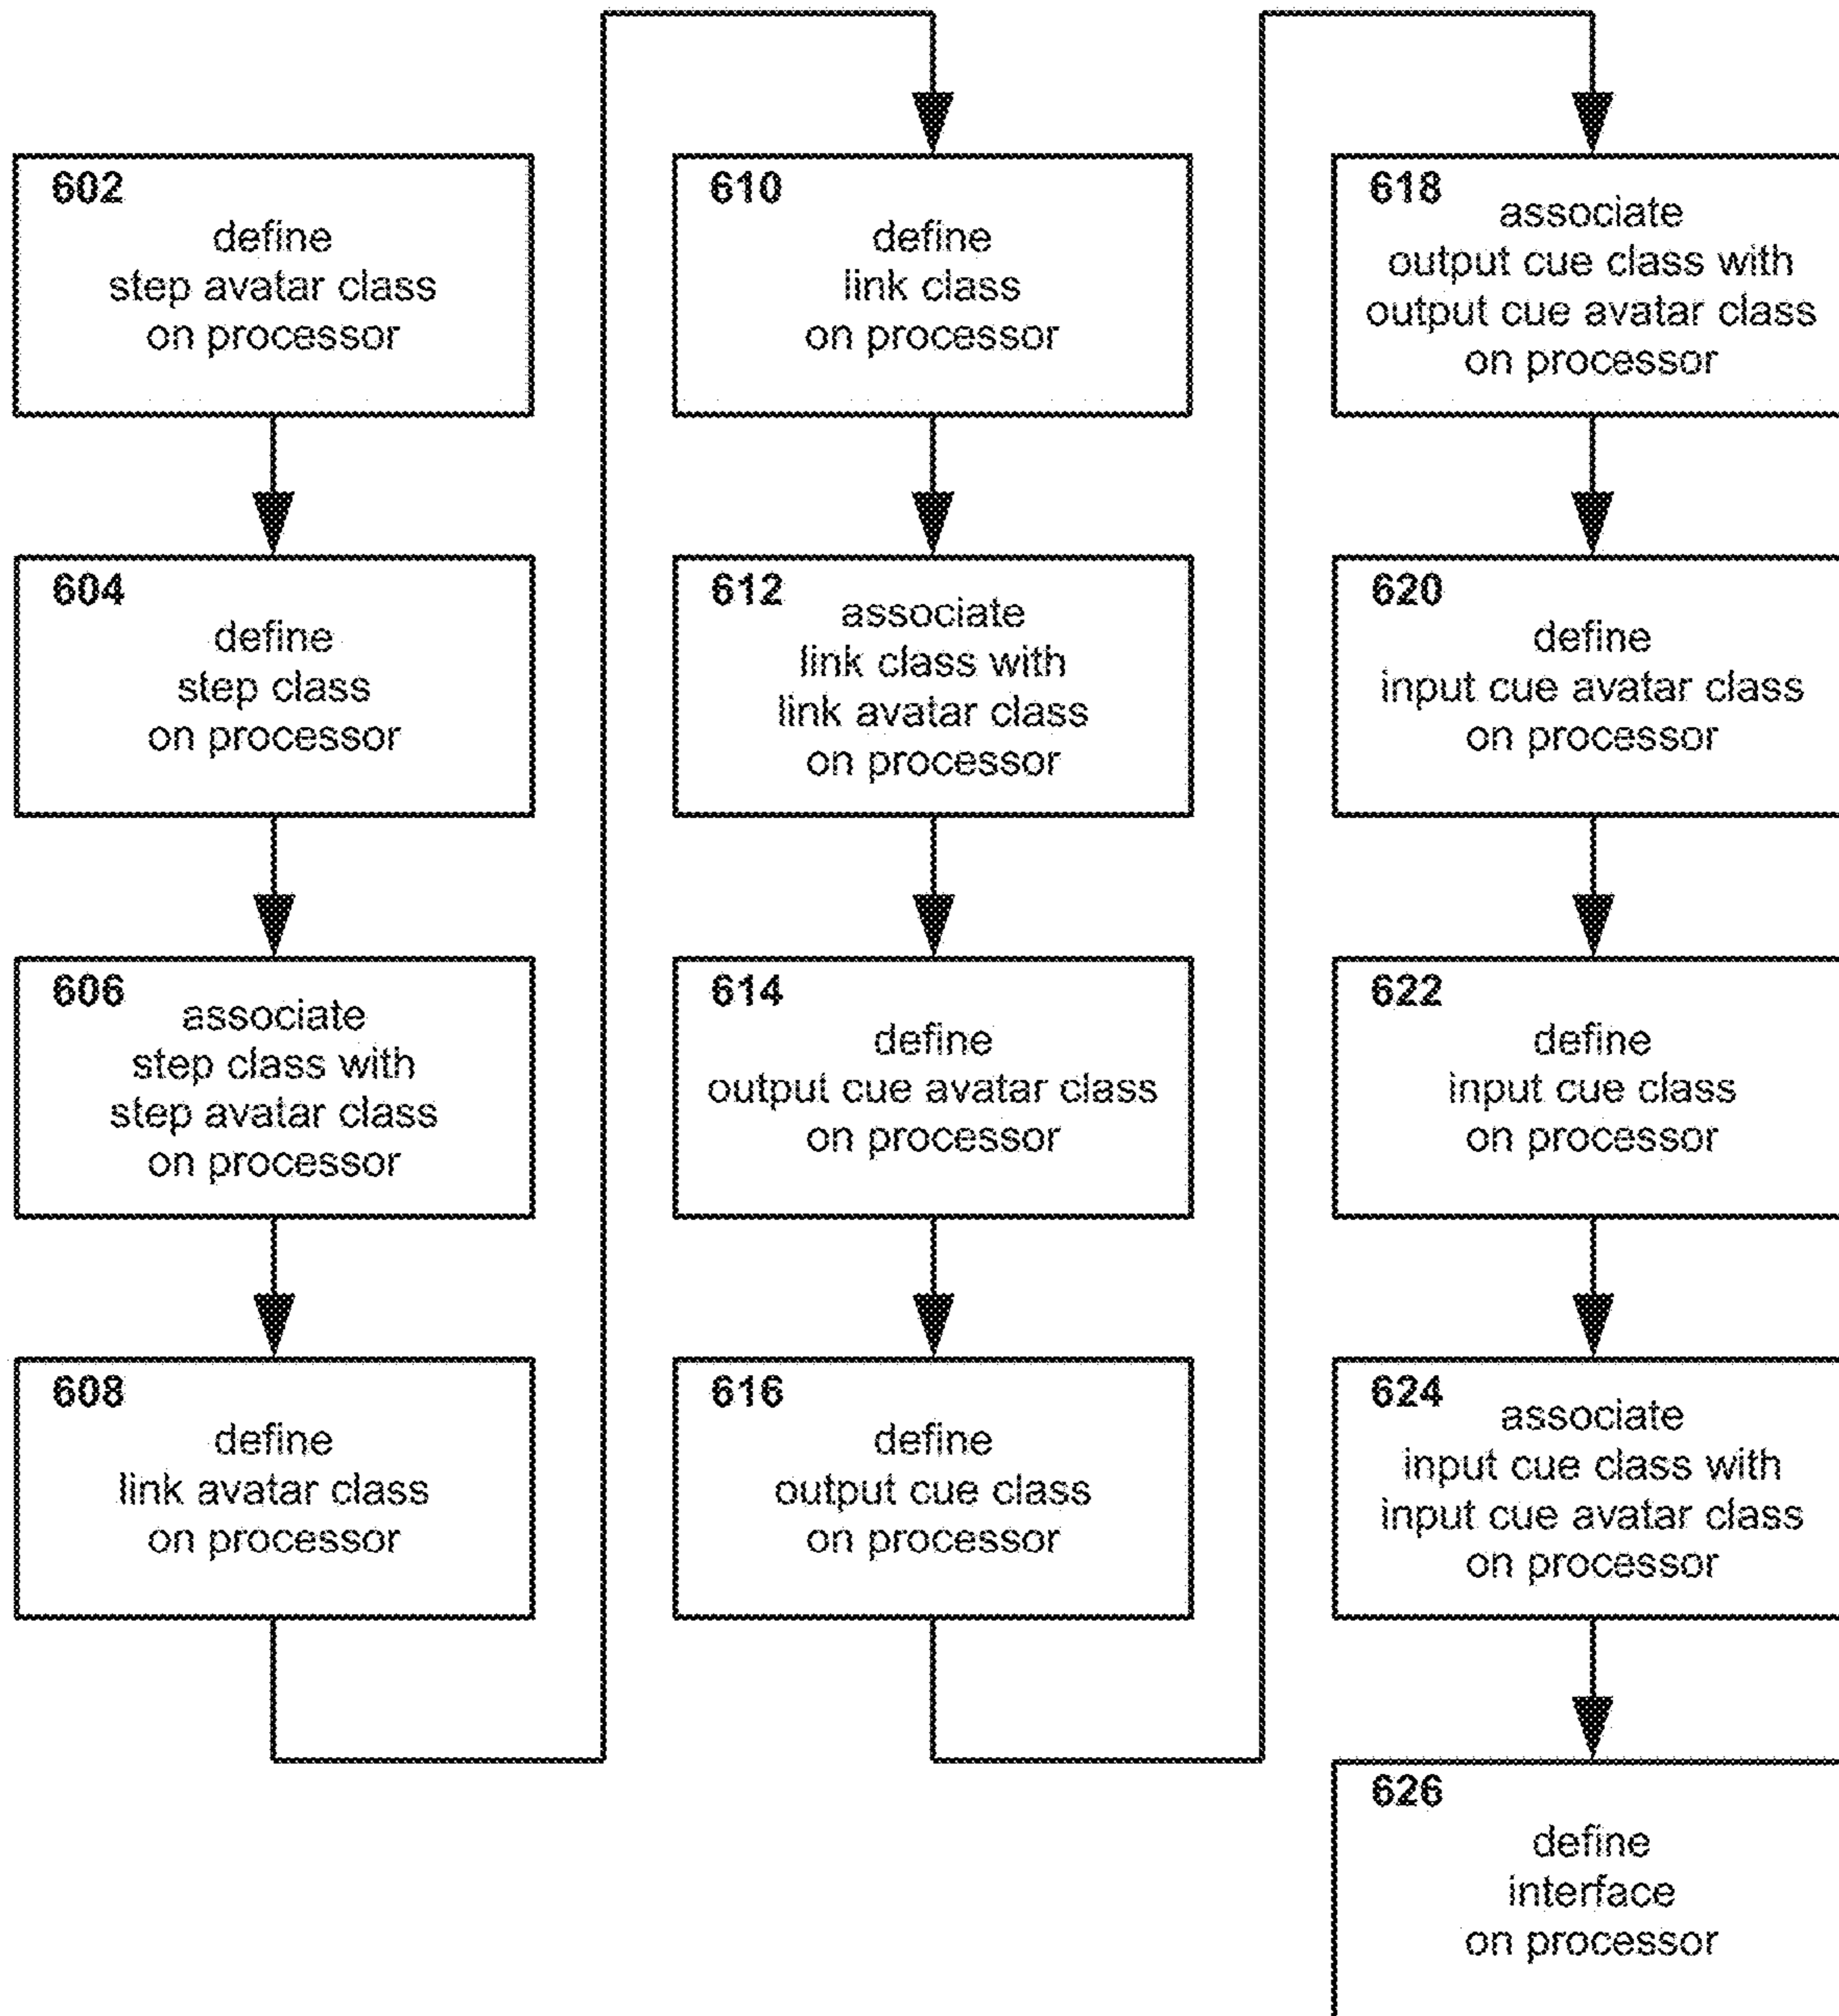 602
define
step avatar class
on processor
604
define
step class
on processor
606
associate
step class with
step avatar class
on processor
608
define
link avatar class
on processor
610
define
link class
on processor
612
associate
link class with
link avatar class
on processor
614
define
output cue avatar class
on processor
616
define
output cue class
on processor
618
associate
output cue class with
output cue avatar class
on processor
620
define
input cue avatar class
on processor
622
define
input cue class
on processor
624
associate
input cue class with
input cue avatar class
on processor
626
define
interface
on processor